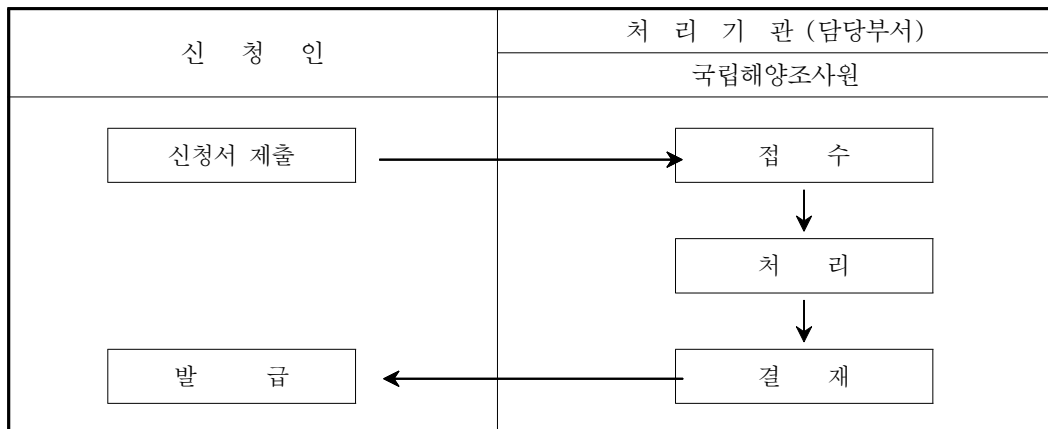 신 청 인
처 리 기 관 (담당부서)
국립해양조사원
신청서 제출
접 수
처 리
발 급
결 재